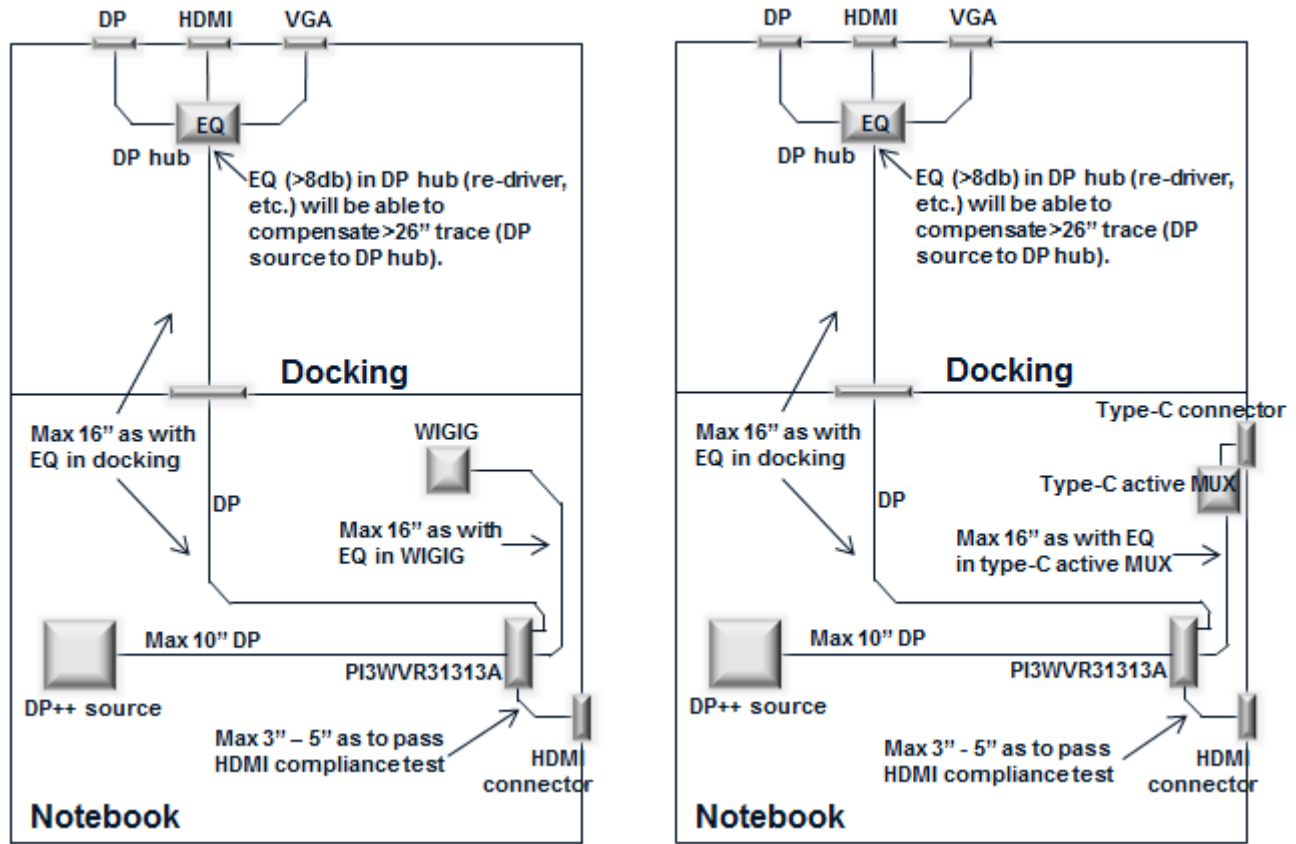 DP
HDMI
VGA
EQ
DP hub
EQ (>8db) in DP hub (re-driver,
etc.) will be able to
compensate>26” trace (DP
source to DP hub).
Docking
Max 16” as with
EQ in docking
WIGIG
DP
Max 16” as with
EQ in WIGIG
Max 10” DP
PI3WVR31313A
DP++ source
Max 3” – 5” as to pass
HDMI compliance test
HDMI
connector
Notebook
DP
HDMI
VGA
EQ
DP hub
EQ (>8db) in DP hub (re-driver,
etc.) will be able to
compensate>26” trace (DP
source to DP hub).
Docking
Type-C connector
Max 16” as with
EQ in docking
Type-C active MUX
DP
Max 16” as with EQ
in type-C active MUX
Max 10” DP
PI3WVR31313A
DP++ source
Max 3” - 5” as to pass
HDMI compliance test
HDMI
connector
Notebook